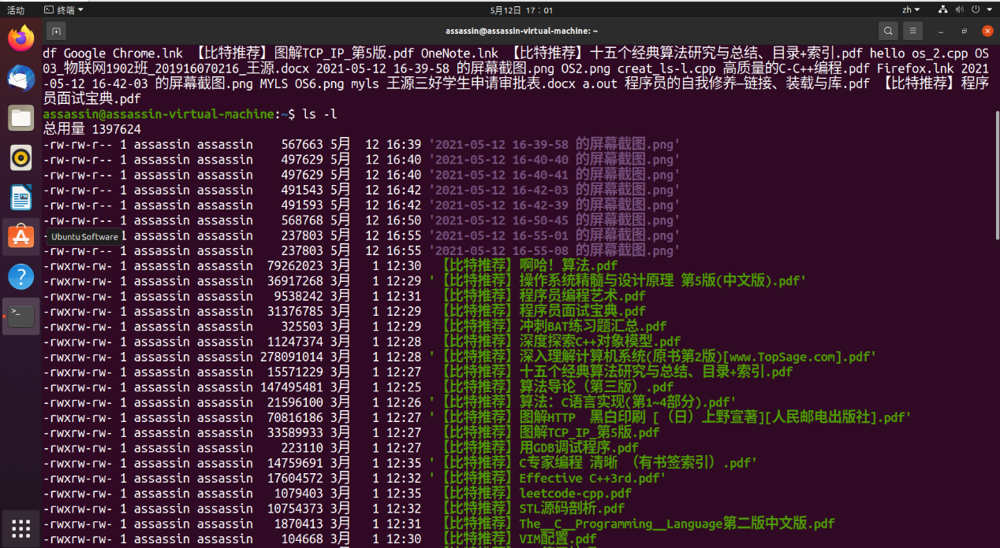 活动 终端 5月12日 17：01 zh
assassin@assassin-virtual-machine: ~
df Google Chrome.lnk 【比特推荐】图解TCP_IP_第5版.pdf OneNote.lnk 【比特推荐】十五个经典算法研究与总结、目录+索引.pdf hello os_2.cpp OS
03_物联网1902班_201916070216_王源.docx 2021-05-12 16-39-58 的屏幕截图.png OS2.png creat_ls-l.cpp 高质量的C-C++编程.pdf Firefox.lnk 2021
-05-12 16-42-03 的屏幕截图.png MYLS OS6.png myls 王源三好学生申请审批表.docx a.out 程序员的自我修养—链接、装载与库.pdf 【比特推荐】程序
员面试宝典.pdf
assassin@assassin-virtual-machine:~$ ls -l
总用量 1397624
-rw-rw-r-- 1 assassin assassin 567663 5月 12 16:39 '2021-05-12 16-39-58 的屏幕截图.png'
-rw-rw-r-- 1 assassin assassin 497629 5月 12 16:40 '2021-05-12 16-40-40 的屏幕截图.png'
-rw-rw-r-- 1 assassin assassin 497629 5月 12 16:40 '2021-05-12 16-40-41 的屏幕截图.png'
-rw-rw-r-- 1 assassin assassin 491543 5月 12 16:42 '2021-05-12 16-42-03 的屏幕截图.png'
-rw-rw-r-- 1 assassin assassin 491593 5月 12 16:42 '2021-05-12 16-42-39 的屏幕截图.png'
-rw-rw-r-- 1 assassin assassin 568768 5月 12 16:50 '2021-05-12 16-50-45 的屏幕截图.png'
- Ubuntu Software 1 assassin assassin 237803 5月 12 16:55 '2021-05-12 16-55-01 的屏幕截图.png'
-rw-rw-r-- 1 assassin assassin 237803 5月 12 16:55 '2021-05-12 16-55-08 的屏幕截图.png'
-rwxrw-rw- 1 assassin assassin 79262023 3月 1 12:30 【比特推荐】啊哈！算法.pdf
-rwxrw-rw- 1 assassin assassin 36917268 3月 1 12:29 '【比特推荐】操作系统精髓与设计原理 第5版(中文版).pdf'
-rwxrw-rw- 1 assassin assassin 9538242 3月 1 12:31 【比特推荐】程序员编程艺术.pdf
-rwxrw-rw- 1 assassin assassin 31376785 3月 1 12:29 【比特推荐】程序员面试宝典.pdf
-rwxrw-rw- 1 assassin assassin 325503 3月 1 12:29 【比特推荐】冲刺BAT练习题汇总.pdf
-rwxrw-rw- 1 assassin assassin 11247374 3月 1 12:28 【比特推荐】深度探索C++对象模型.pdf
-rwxrw-rw- 1 assassin assassin 278091014 3月 1 12:28 '【比特推荐】深入理解计算机系统(原书第2版)[www.TopSage.com].pdf'
-rwxrw-rw- 1 assassin assassin 15571229 3月 1 12:27 【比特推荐】十五个经典算法研究与总结、目录+索引.pdf
-rwxrw-rw- 1 assassin assassin 147495481 3月 1 12:25 【比特推荐】算法导论（第三版）.pdf
-rwxrw-rw- 1 assassin assassin 21596100 3月 1 12:26 '【比特推荐】算法：C语言实现(第1~4部分).pdf'
-rwxrw-rw- 1 assassin assassin 70816186 3月 1 12:27 '【比特推荐】图解HTTP 黑白印刷 [（日）上野宣著][人民邮电出版社].pdf'
-rwxrw-rw- 1 assassin assassin 33589933 3月 1 12:27 【比特推荐】图解TCP_IP_第5版.pdf
-rwxrw-rw- 1 assassin assassin 223110 3月 1 12:27 【比特推荐】用GDB调试程序.pdf
-rwxrw-rw- 1 assassin assassin 14759691 3月 1 12:35 '【比特推荐】C专家编程 清晰 （有书签索引）.pdf'
-rwxrw-rw- 1 assassin assassin 17604572 3月 1 12:32 '【比特推荐】Effective C++3rd.pdf'
-rwxrw-rw- 1 assassin assassin 1079403 3月 1 12:35 【比特推荐】leetcode-cpp.pdf
-rwxrw-rw- 1 assassin assassin 10754373 3月 1 12:32 【比特推荐】STL源码剖析.pdf
-rwxrw-rw- 1 assassin assassin 1870413 3月 1 12:31 【比特推荐】The__C__Programming__Language第二版中文版.pdf
-rwxrw-rw- 1 assassin assassin 104668 3月 1 12:30 【比特推荐】VIM配置.pdf